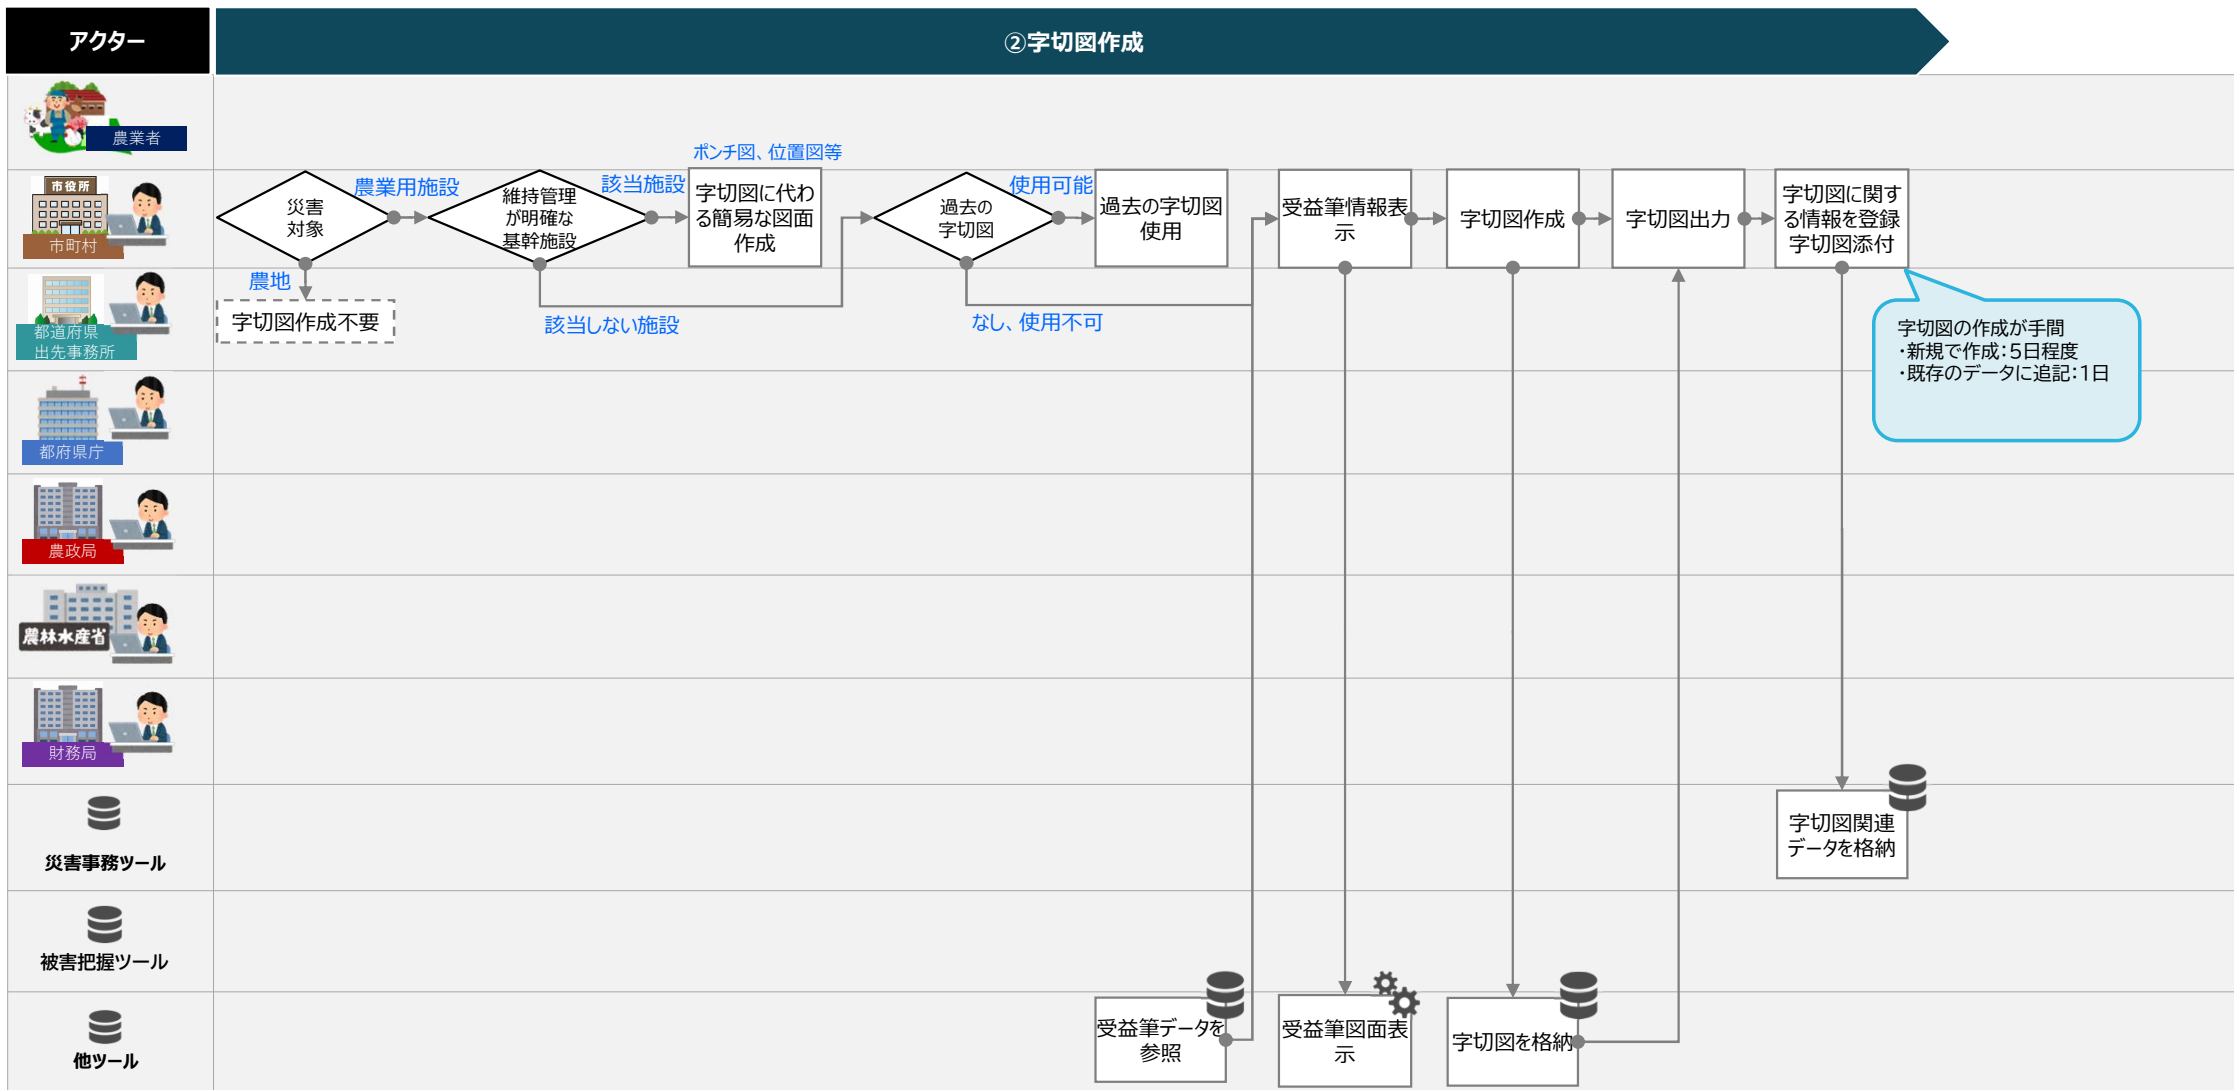 アクター
②字切図作成
農業者
ポンチ図、位置図等
市役所
市町村
災害
対象
農業用施設
維持管理
が明確な
基幹施設
該当施設
字切図に代わ
る簡易な図面
作成
過去の
字切図
使用可能
過去の字切図
使用
受益筆情報表
示
字切図作成
字切図出力
字切図に関す
る情報を登録
字切図添付
都道府県
出先事務所
農地
字切図作成不要
該当しない施設
なし、使用不可
字切図の作成が手間
・新規で作成：5日程度
・既存のデータに追記：1日
都府県庁
農政局
農林水産省
財務局
災害事務ツール
字切図関連
データを格納
被害把握ツール
他ツール
受益筆データを
参照
受益筆図面表
示
字切図を格納